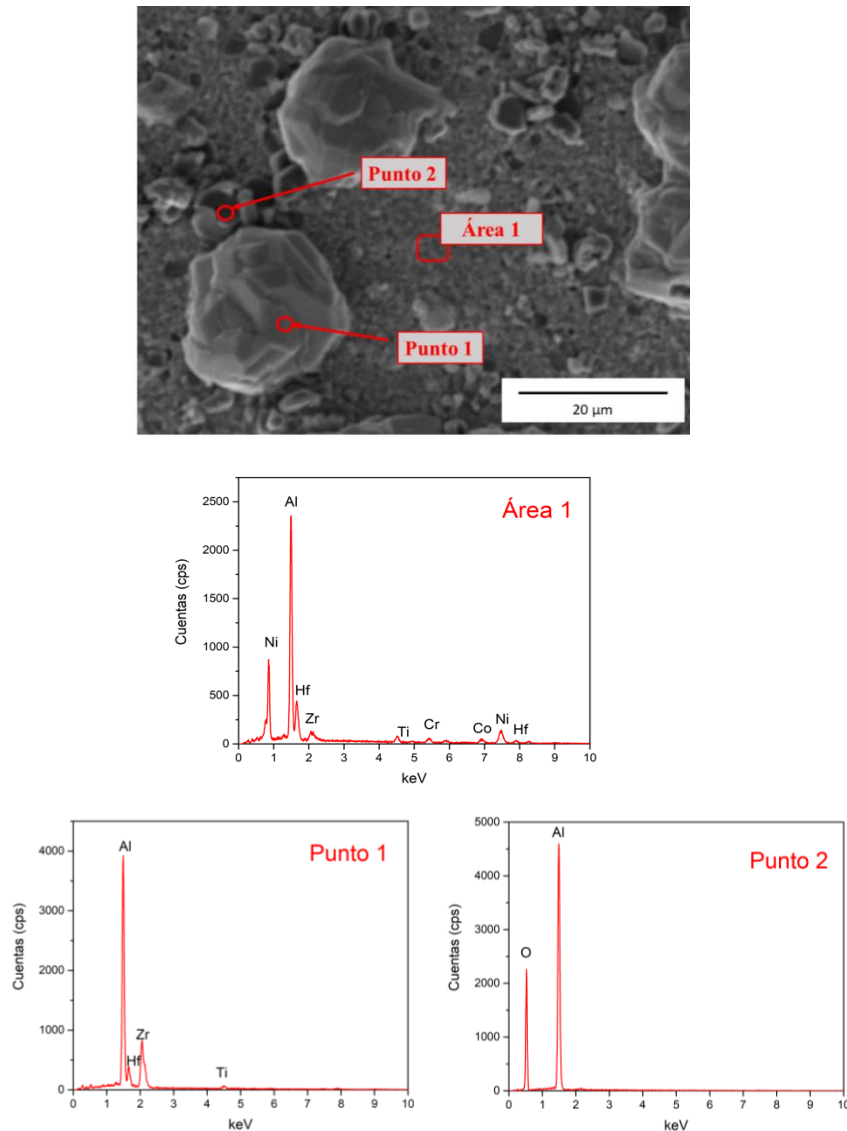 Punto 2
Área 1
Punto 1
20 µm
Área 1
Cuentas (cps)
2500
2000
1500
1000
500
0
Ni
Al
Hf
Zr
Ti
Cr
Co
Ni
Hf
0 1 2 3 4 5 6 7 8 9 10
keV
Punto 1
Cuentas (cps)
4000
3000
2000
1000
0
Al
Hf
Zr
Ti
0 1 2 3 4 5 6 7 8 9 10
keV
Punto 2
Cuentas (cps)
5000
4000
3000
2000
1000
0
O
Al
0 1 2 3 4 5 6 7 8 9 10
keV